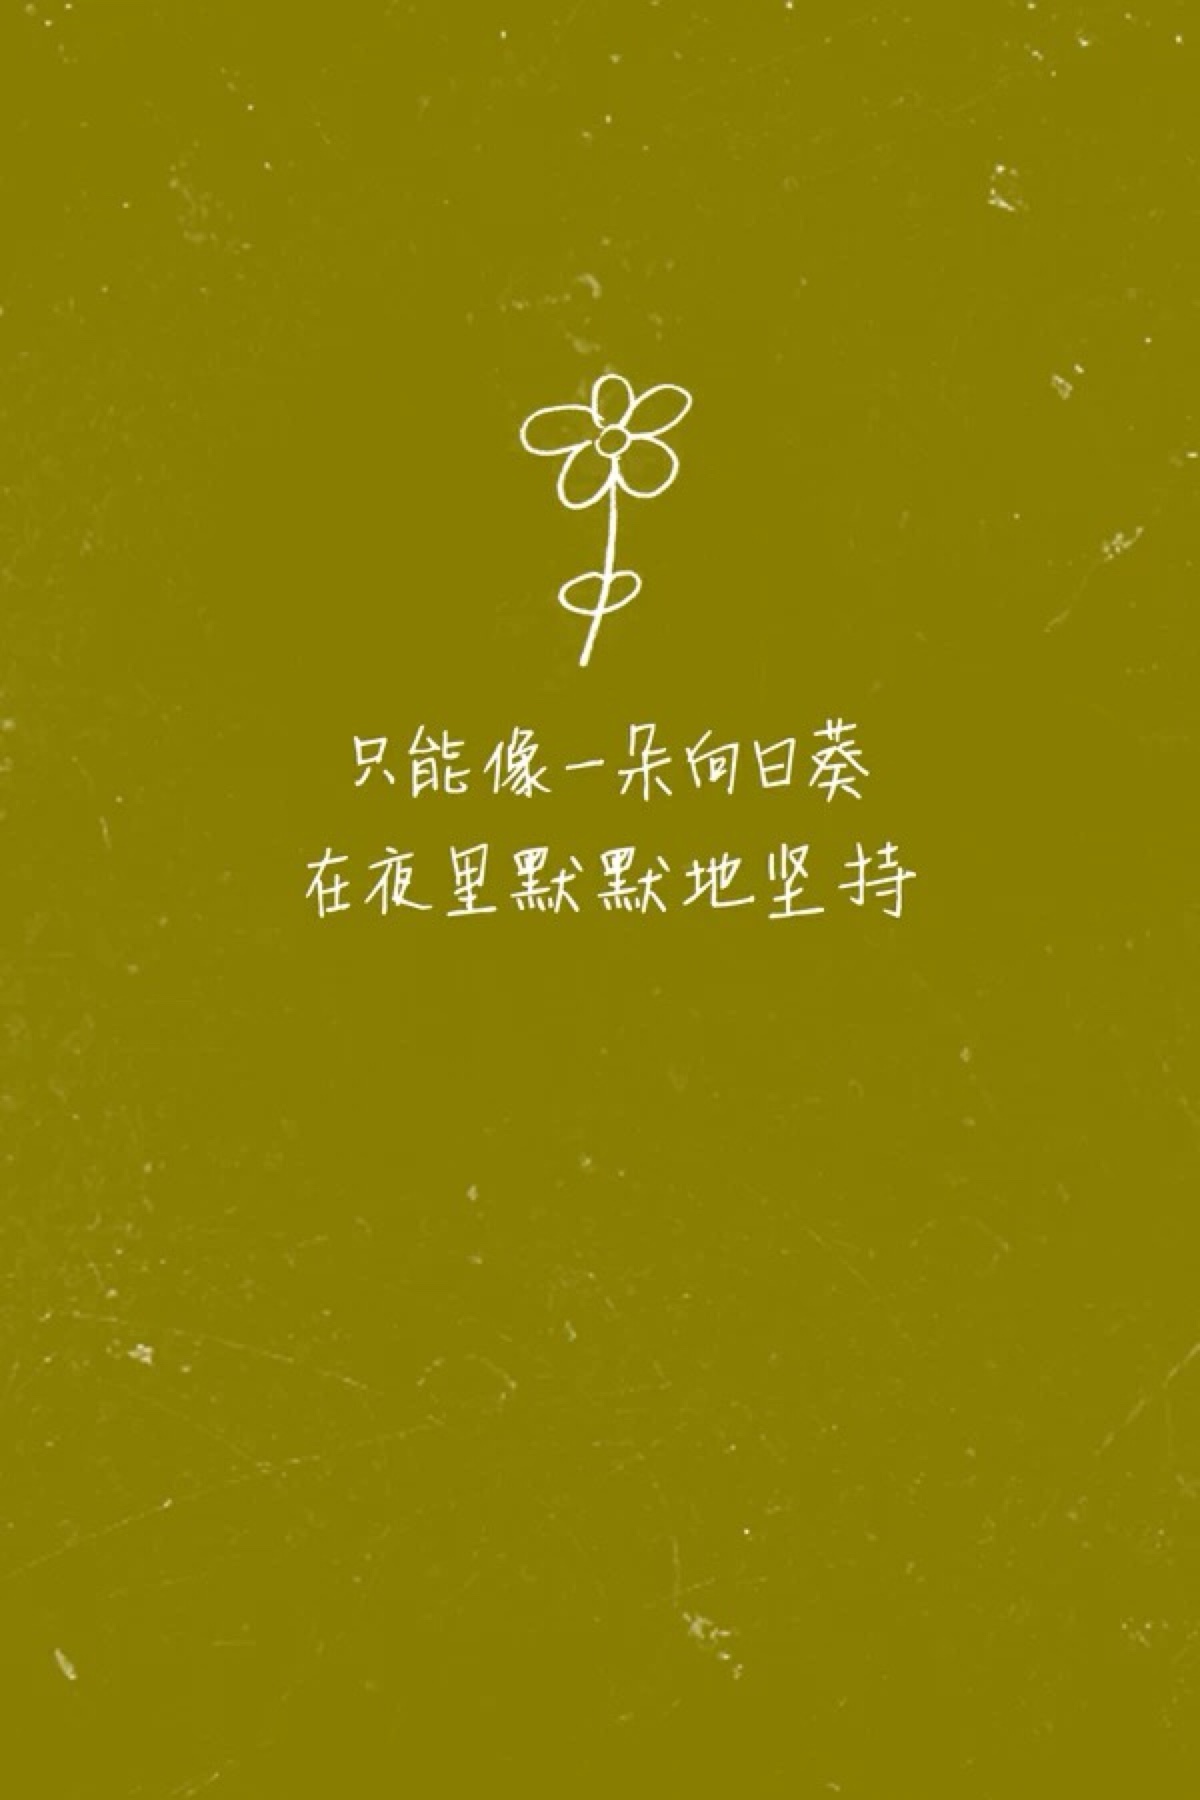 只能像一朵向日葵
在夜里默默地坚持